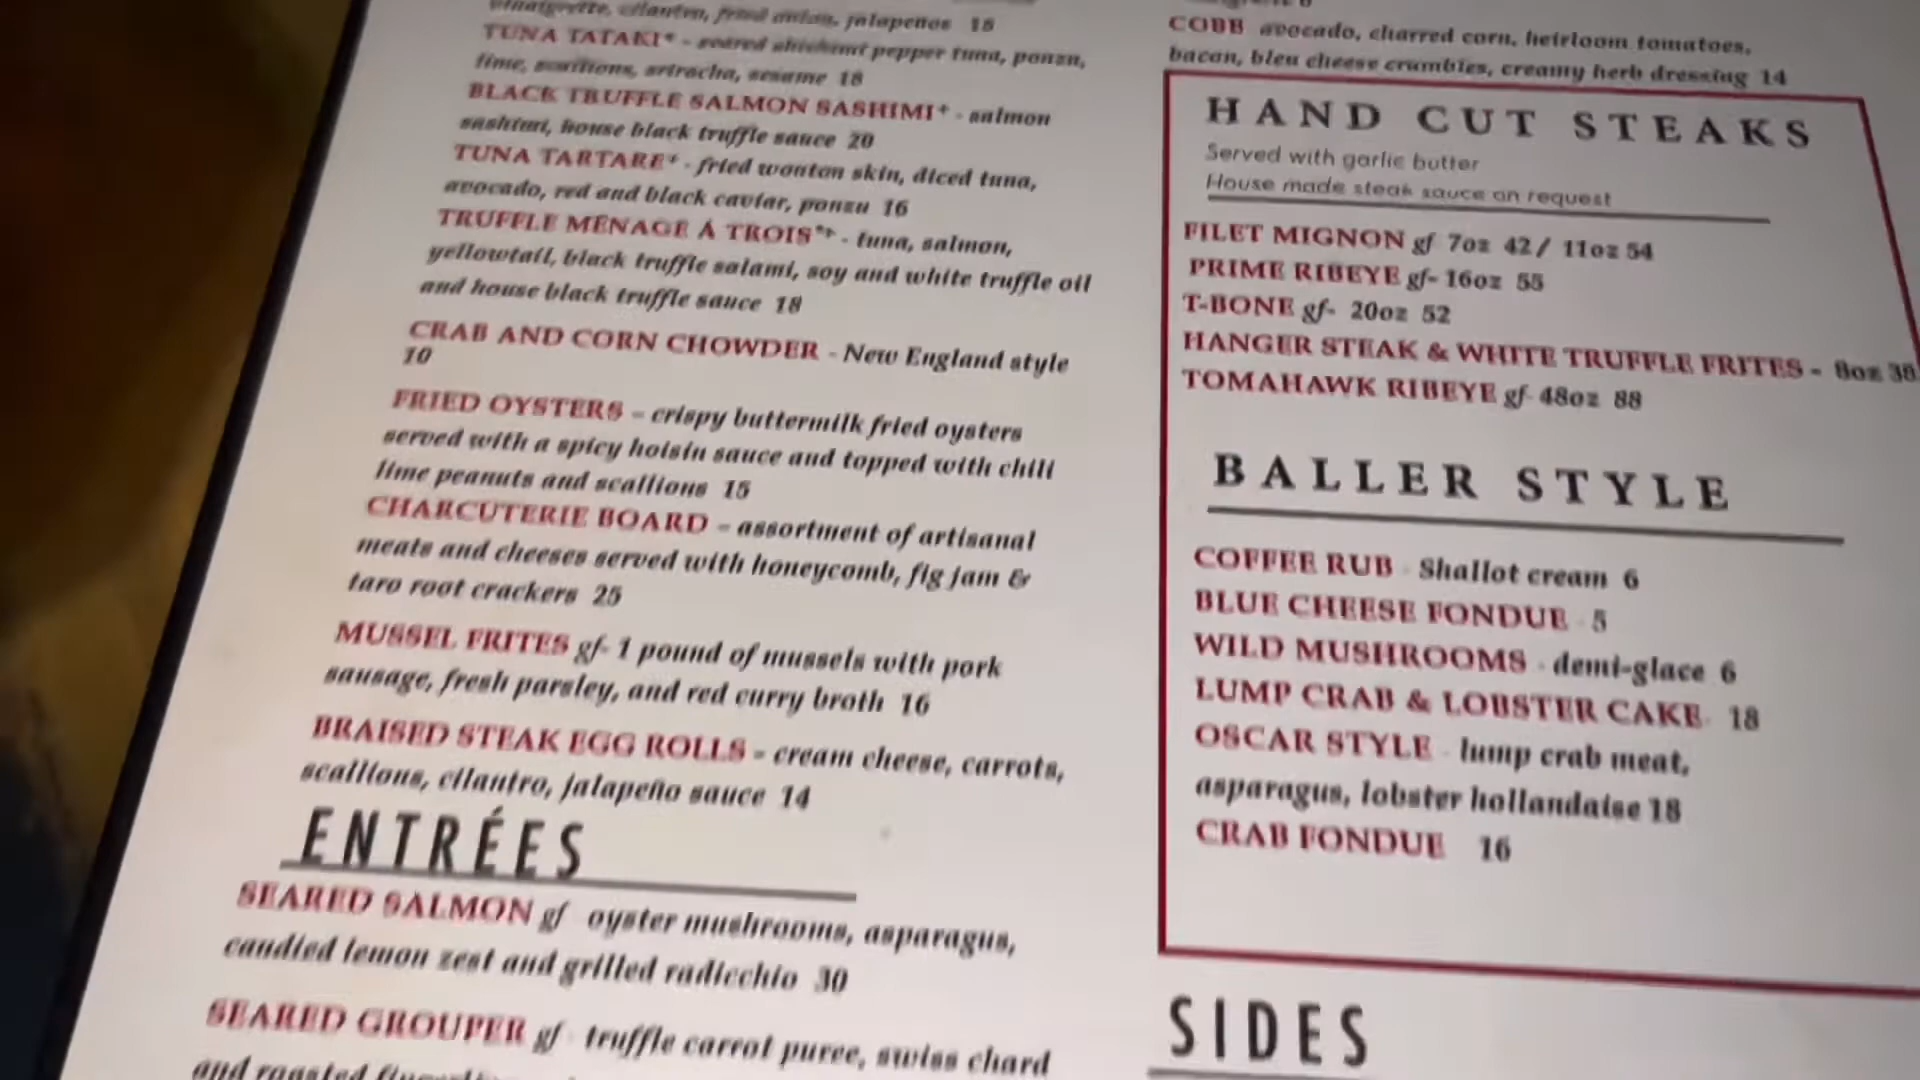 vinaigrette, cilantro, fried onion, jalapeños 18
TUNA TATAKI* - seared shichimi pepper tuna, ponzu,
lime, scallions, sriracha, sesame 18
BLACK TRUFFLE SALMON SASHIMI* - salmon
sashimi, house black truffle sauce 20
TUNA TARTARE* - fried wonton skin, diced tuna,
avocado, red and black caviar, ponzu 16
TRUFFLE MÉNAGE Á TROIS** - tuna, salmon,
yellowtail, black truffle salami, soy and white truffle oil
and house black truffle sauce 18
CRAB AND CORN CHOWDER - New England style
10
FRIED OYSTERS - crispy buttermilk fried oysters
served with a spicy hoisin sauce and topped with chili
lime peanuts and scallions 15
CHARCUTERIE BOARD - assortment of artisanal
meats and cheeses served with honeycomb, fig jam &
taro root crackers 25
MUSSEL FRITES gf- 1 pound of mussels with pork
sausage, fresh parsley, and red curry broth 16
BRAISED STEAK EGG ROLLS - cream cheese, carrots,
scallions, cilantro, jalapeño sauce 14
ENTRÉES
SEARED SALMON gf oyster mushrooms, asparagus,
candied lemon zest and grilled radicchio 30
SEARED GROUPER gf - truffle carrot puree, swiss chard
and roasted
COBB avocado, charred corn, heirloom tomatoes,
bacon, bleu cheese crumbles, creamy herb dressing 14
HAND CUT STEAKS
Served with garlic butter
House made steak sauce on request
FILET MIGNON gf 7oz 42 / 11oz 54
PRIME RIBEYE gf- 16oz 55
T-BONE gf- 20oz 52
HANGER STEAK & WHITE TRUFFLE FRITES - 8oz 38
TOMAHAWK RIBEYE gf- 48oz 88
BALLER STYLE
COFFEE RUB - Shallot cream 6
BLUE CHEESE FONDUE - 5
WILD MUSHROOMS - demi-glace 6
LUMP CRAB & LOBSTER CAKE- 18
OSCAR STYLE - lump crab meat,
asparagus, lobster hollandaise 18
CRAB FONDUE 16
SIDES